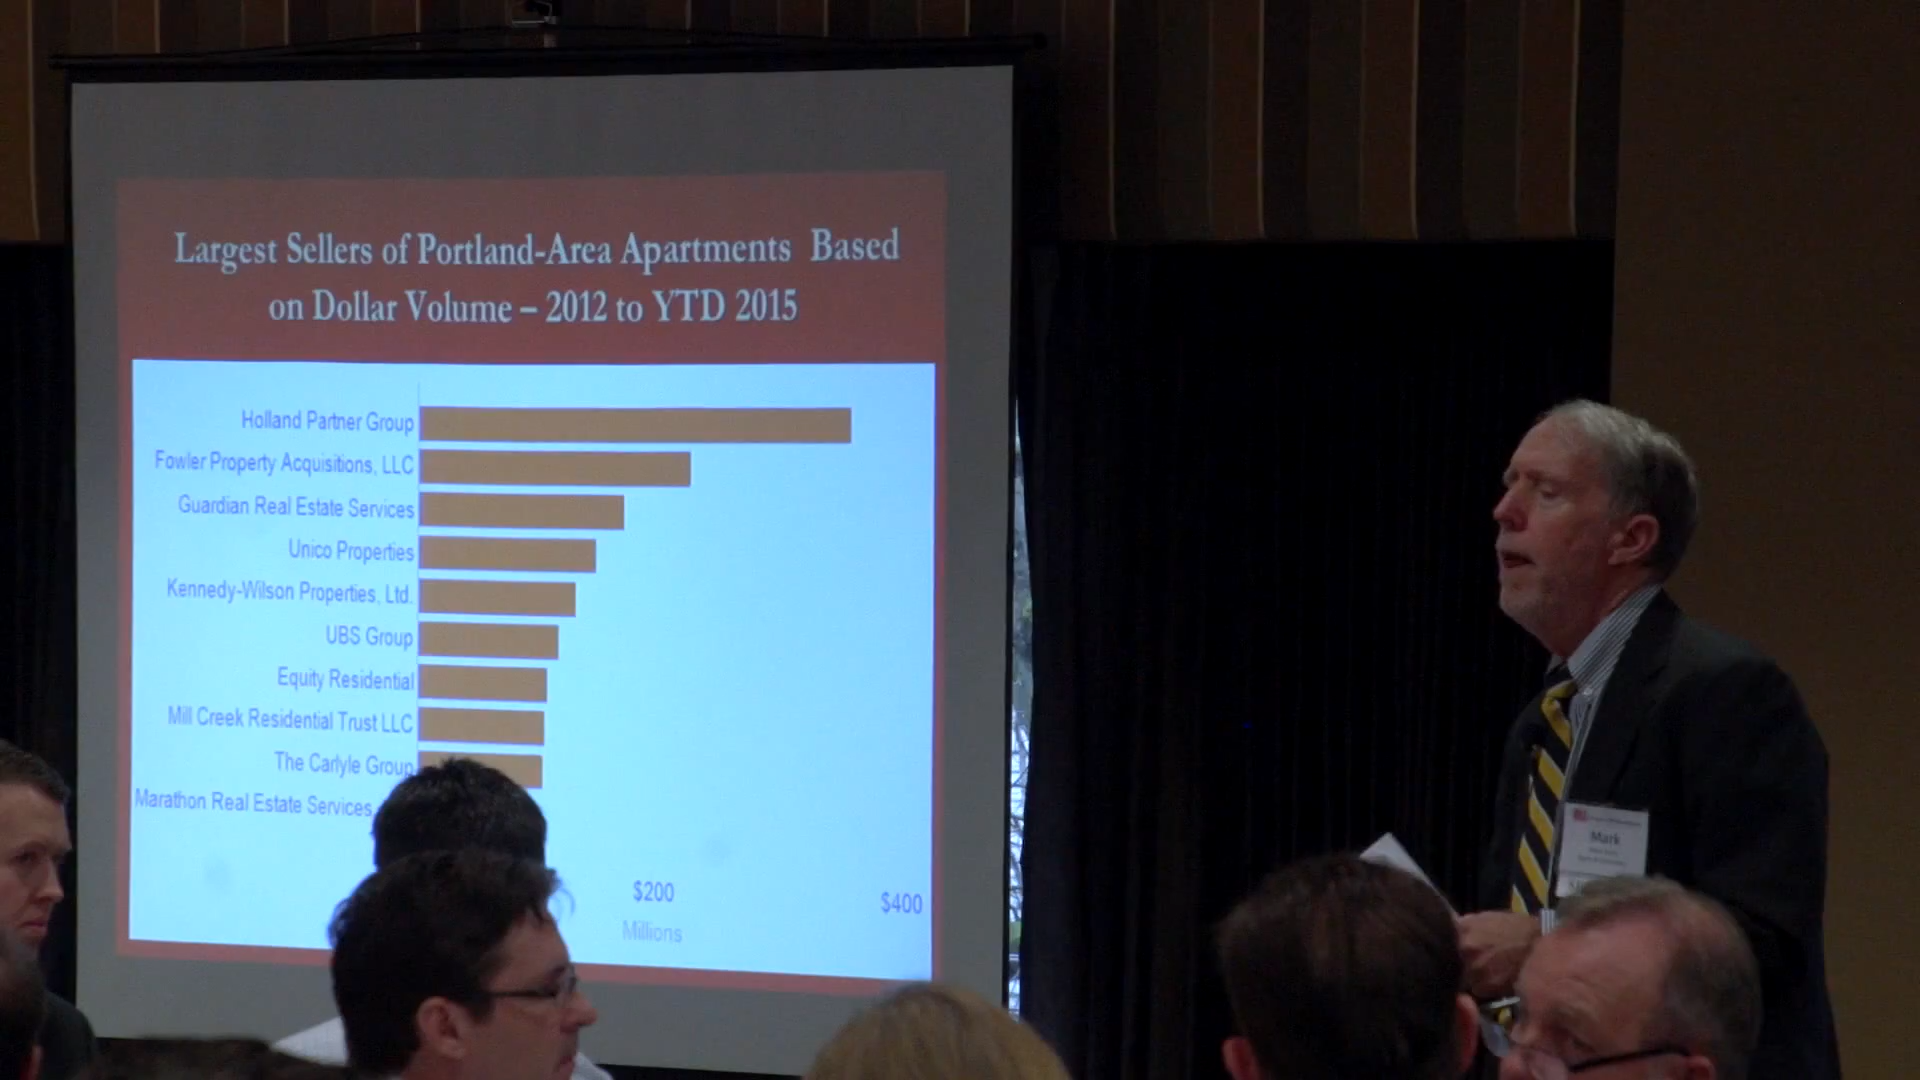 Largest Sellers of Portland-Area Apartments Based
on Dollar Volume – 2012 to YTD 2015
Holland Partner Group
Fowler Property Acquisitions, LLC
Guardian Real Estate Services
Unico Properties
Kennedy-Wilson Properties, Ltd.
UBS Group
Equity Residential
Mill Creek Residential Trust LLC
The Carlyle Group
Marathon Real Estate Services
$200
$400
Millions
Mark